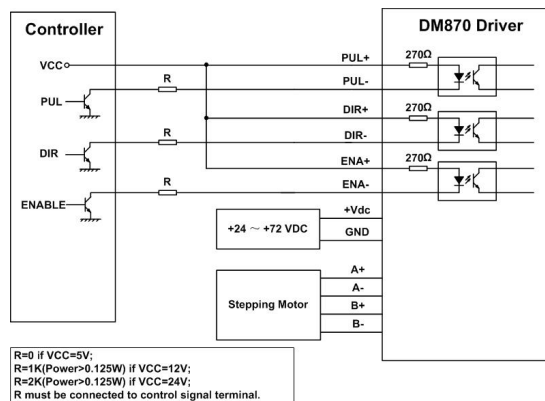 Controller
DM870 Driver
VCC
PUL+
270Ω
PUL
R
PUL-
DIR+
270Ω
DIR
R
DIR-
ENA+
270Ω
ENABLE
R
ENA-
+24 ～ +72 VDC
+Vdc
GND
Stepping Motor
A+
A-
B+
B-
R=0 if VCC=5V;
R=1K(Power>0.125W) if VCC=12V;
R=2K(Power>0.125W) if VCC=24V;
R must be connected to control signal terminal.